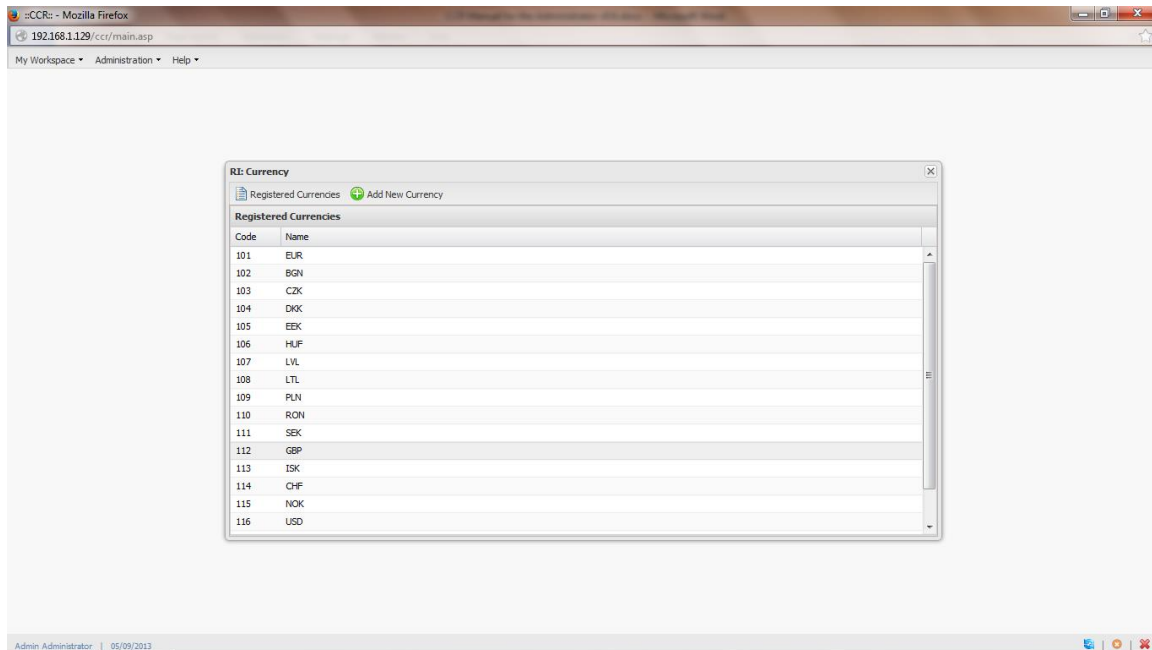 ::CCR:: - Mozilla Firefox
192.168.1.129/ccr/main.asp
My Workspace Administration Help
RI: Currency
Registered Currencies Add New Currency
Registered Currencies
Code Name
101 EUR
102 BGN
103 CZK
104 DKK
105 EEK
106 HUF
107 LVL
108 LTL
109 PLN
110 RON
111 SEK
112 GBP
113 ISK
114 CHF
115 NOK
116 USD
Admin Administrator | 05/09/2013